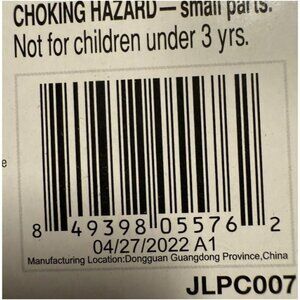 CHOKING HAZARD — small parts.
Not for children under 3 yrs.
e
8 49398 05576 2
04/27/2022 A1
Manufacturing Location:Dongguan Guangdong Province,China
JLPC007